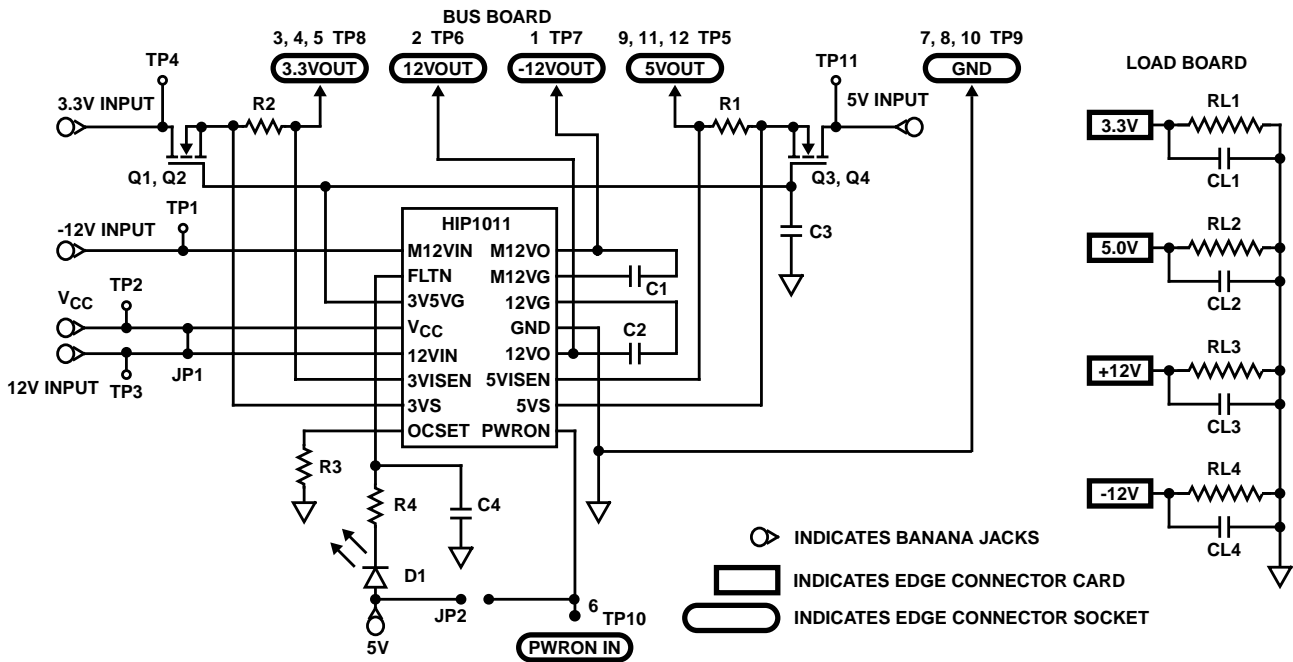 BUS BOARD
3, 4, 5 TP8
2 TP6
1 TP7
9, 11, 12 TP5
7, 8, 10 TP9
3.3VOUT
12VOUT
-12VOUT
5VOUT
GND
TP4
R2
R1
TP11
3.3V INPUT
5V INPUT
Q1, Q2
Q3, Q4
HIP1011
C3
-12V INPUT
TP1
M12VIN
M12VO
FLTN
M12VG
C1
3V5VG
12VG
VCC
TP2
VCC
GND
C2
12VIN
12VO
12V INPUT
TP3
JP1
3VISEN
5VISEN
3VS
5VS
OCSET
PWRON
R3
R4
C4
D1
JP2
5V
6
TP10
PWRON IN
LOAD BOARD
3.3V
RL1
CL1
5.0V
RL2
CL2
+12V
RL3
CL3
-12V
RL4
CL4
INDICATES BANANA JACKS
INDICATES EDGE CONNECTOR CARD
INDICATES EDGE CONNECTOR SOCKET